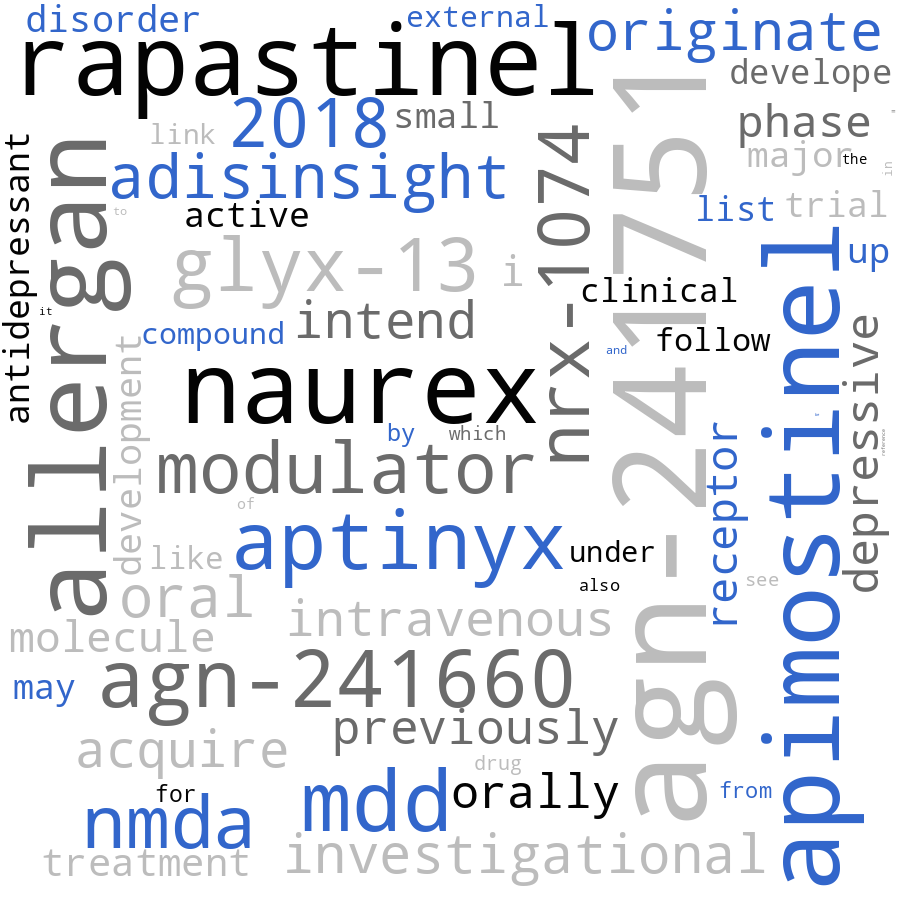 disorder
external
originate
rapastinel
develope
2018
small
phase
link
major
the
in
adisinsight
antidepressant
allergan
nrx-1074
agn-241751
to
active
list
trial
apimostinel
up
glyx-13
i
clinical
it
intend
compound
and
follow
depressive
development
naurex
by
which
reference
modulator
receptor
of
aptinyx
like
under
also
see
oral
intravenous
molecule
may
agn-241660
previously
acquire
drug
for
mdd
orally
from
nmda
treatment
investigational